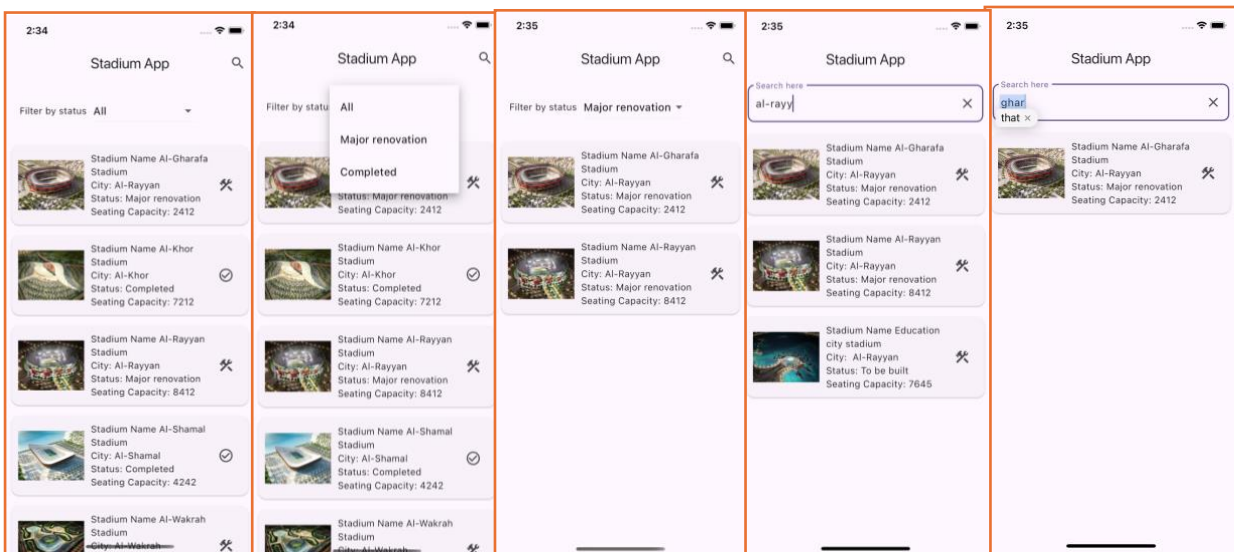 2:34
Stadium App
Filter by status All
Stadium Name Al-Gharafa
Stadium
City: Al-Rayyan
Status: Major renovation
Seating Capacity: 2412
Stadium Name Al-Khor
Stadium
City: Al-Khor
Status: Completed
Seating Capacity: 7212
Stadium Name Al-Rayyan
Stadium
City: Al-Rayyan
Status: Major renovation
Seating Capacity: 8412
Stadium Name Al-Shamal
Stadium
City: Al-Shamal
Status: Completed
Seating Capacity: 4242
Stadium Name Al-Wakrah
Stadium
City: Al-Wakrah
2:34
Stadium App
Filter by statu
All
Major renovation
Completed
Status: Major renovation
Seating Capacity: 2412
Stadium Name Al-Khor
Stadium
City: Al-Khor
Status: Completed
Seating Capacity: 7212
Stadium Name Al-Rayyan
Stadium
City: Al-Rayyan
Status: Major renovation
Seating Capacity: 8412
Stadium Name Al-Shamal
Stadium
City: Al-Shamal
Status: Completed
Seating Capacity: 4242
Stadium Name Al-Wakrah
Stadium
City: Al-Wakrah
2:35
Stadium App
Filter by status Major renovation
Stadium Name Al-Gharafa
Stadium
City: Al-Rayyan
Status: Major renovation
Seating Capacity: 2412
Stadium Name Al-Rayyan
Stadium
City: Al-Rayyan
Status: Major renovation
Seating Capacity: 8412
2:35
Stadium App
Search here
al-rayy
Stadium Name Al-Gharafa
Stadium
City: Al-Rayyan
Status: Major renovation
Seating Capacity: 2412
Stadium Name Al-Rayyan
Stadium
City: Al-Rayyan
Status: Major renovation
Seating Capacity: 8412
Stadium Name Education
city stadium
City: Al-Rayyan
Status: To be built
Seating Capacity: 7645
2:35
Stadium App
Search here
ghar
that ×
Stadium Name Al-Gharafa
Stadium
City: Al-Rayyan
Status: Major renovation
Seating Capacity: 2412